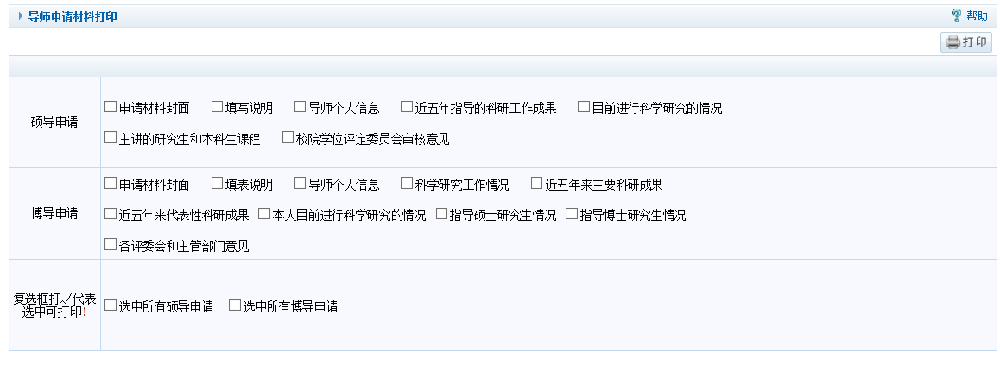 导师申请材料打印 帮助
打印
硕导申请
申请材料封面 填写说明 导师个人信息 近五年指导的科研工作成果 目前进行科学研究的情况
主讲的研究生和本科生课程 校院学位评定委员会审核意见
博导申请
申请材料封面 填表说明 导师个人信息 科学研究工作情况 近五年来主要科研成果
近五年来代表性科研成果 本人目前进行科学研究的情况 指导硕士研究生情况 指导博士研究生情况
各评委会和主管部门意见
复选框打√代表
选中可打印!
选中所有硕导申请 选中所有博导申请